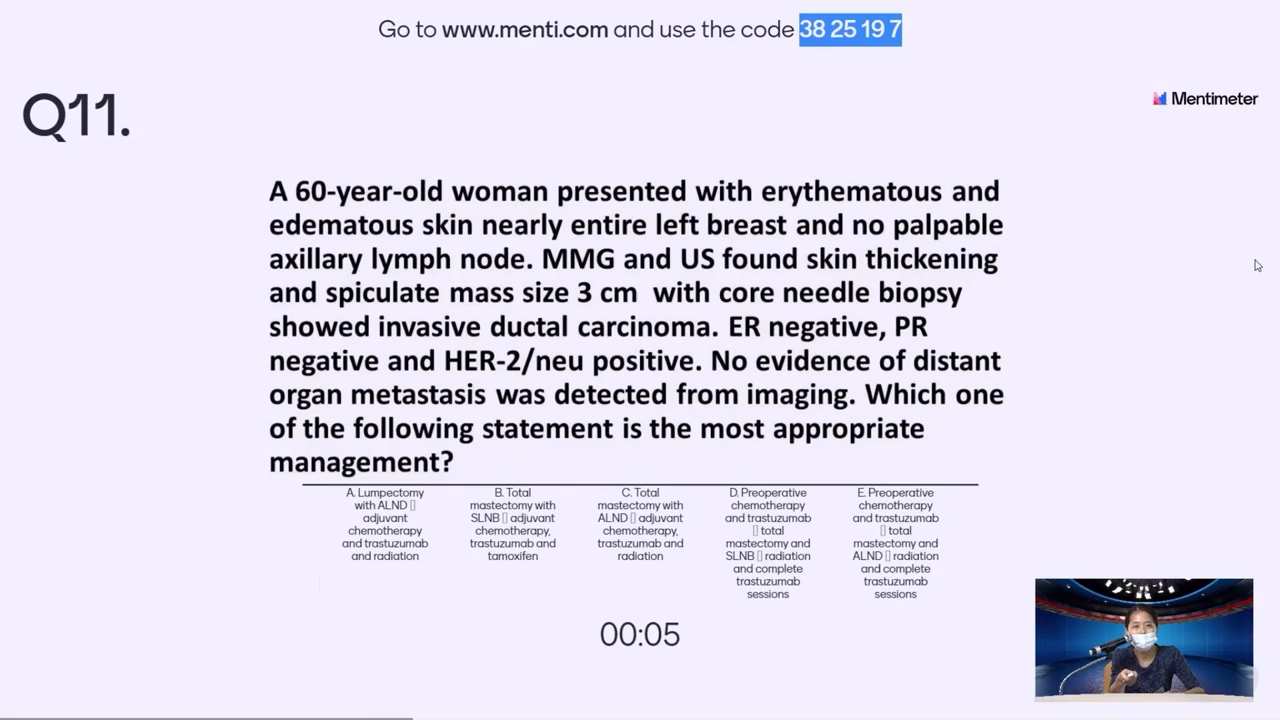 Go to www.menti.com and use the code 38 25 19 7
Q11.
Mentimeter
A 60-year-old woman presented with erythematous and
edematous skin nearly entire left breast and no palpable
axillary lymph node. MMG and US found skin thickening
and spiculate mass size 3 cm with core needle biopsy
showed invasive ductal carcinoma. ER negative, PR
negative and HER-2/neu positive. No evidence of distant
organ metastasis was detected from imaging. Which one
of the following statement is the most appropriate
management?
A. Lumpectomy
with ALND 
adjuvant
chemotherapy
and trastuzumab
and radiation
B. Total
mastectomy with
SLNB  adjuvant
chemotherapy,
trastuzumab and
tamoxifen
C. Total
mastectomy with
ALND  adjuvant
chemotherapy,
trastuzumab and
radiation
D. Preoperative
chemotherapy
and trastuzumab
 total
mastectomy and
SLNB  radiation
and complete
trastuzumab
sessions
E. Preoperative
chemotherapy
and trastuzumab
 total
mastectomy and
ALND  radiation
and complete
trastuzumab
sessions
00:05